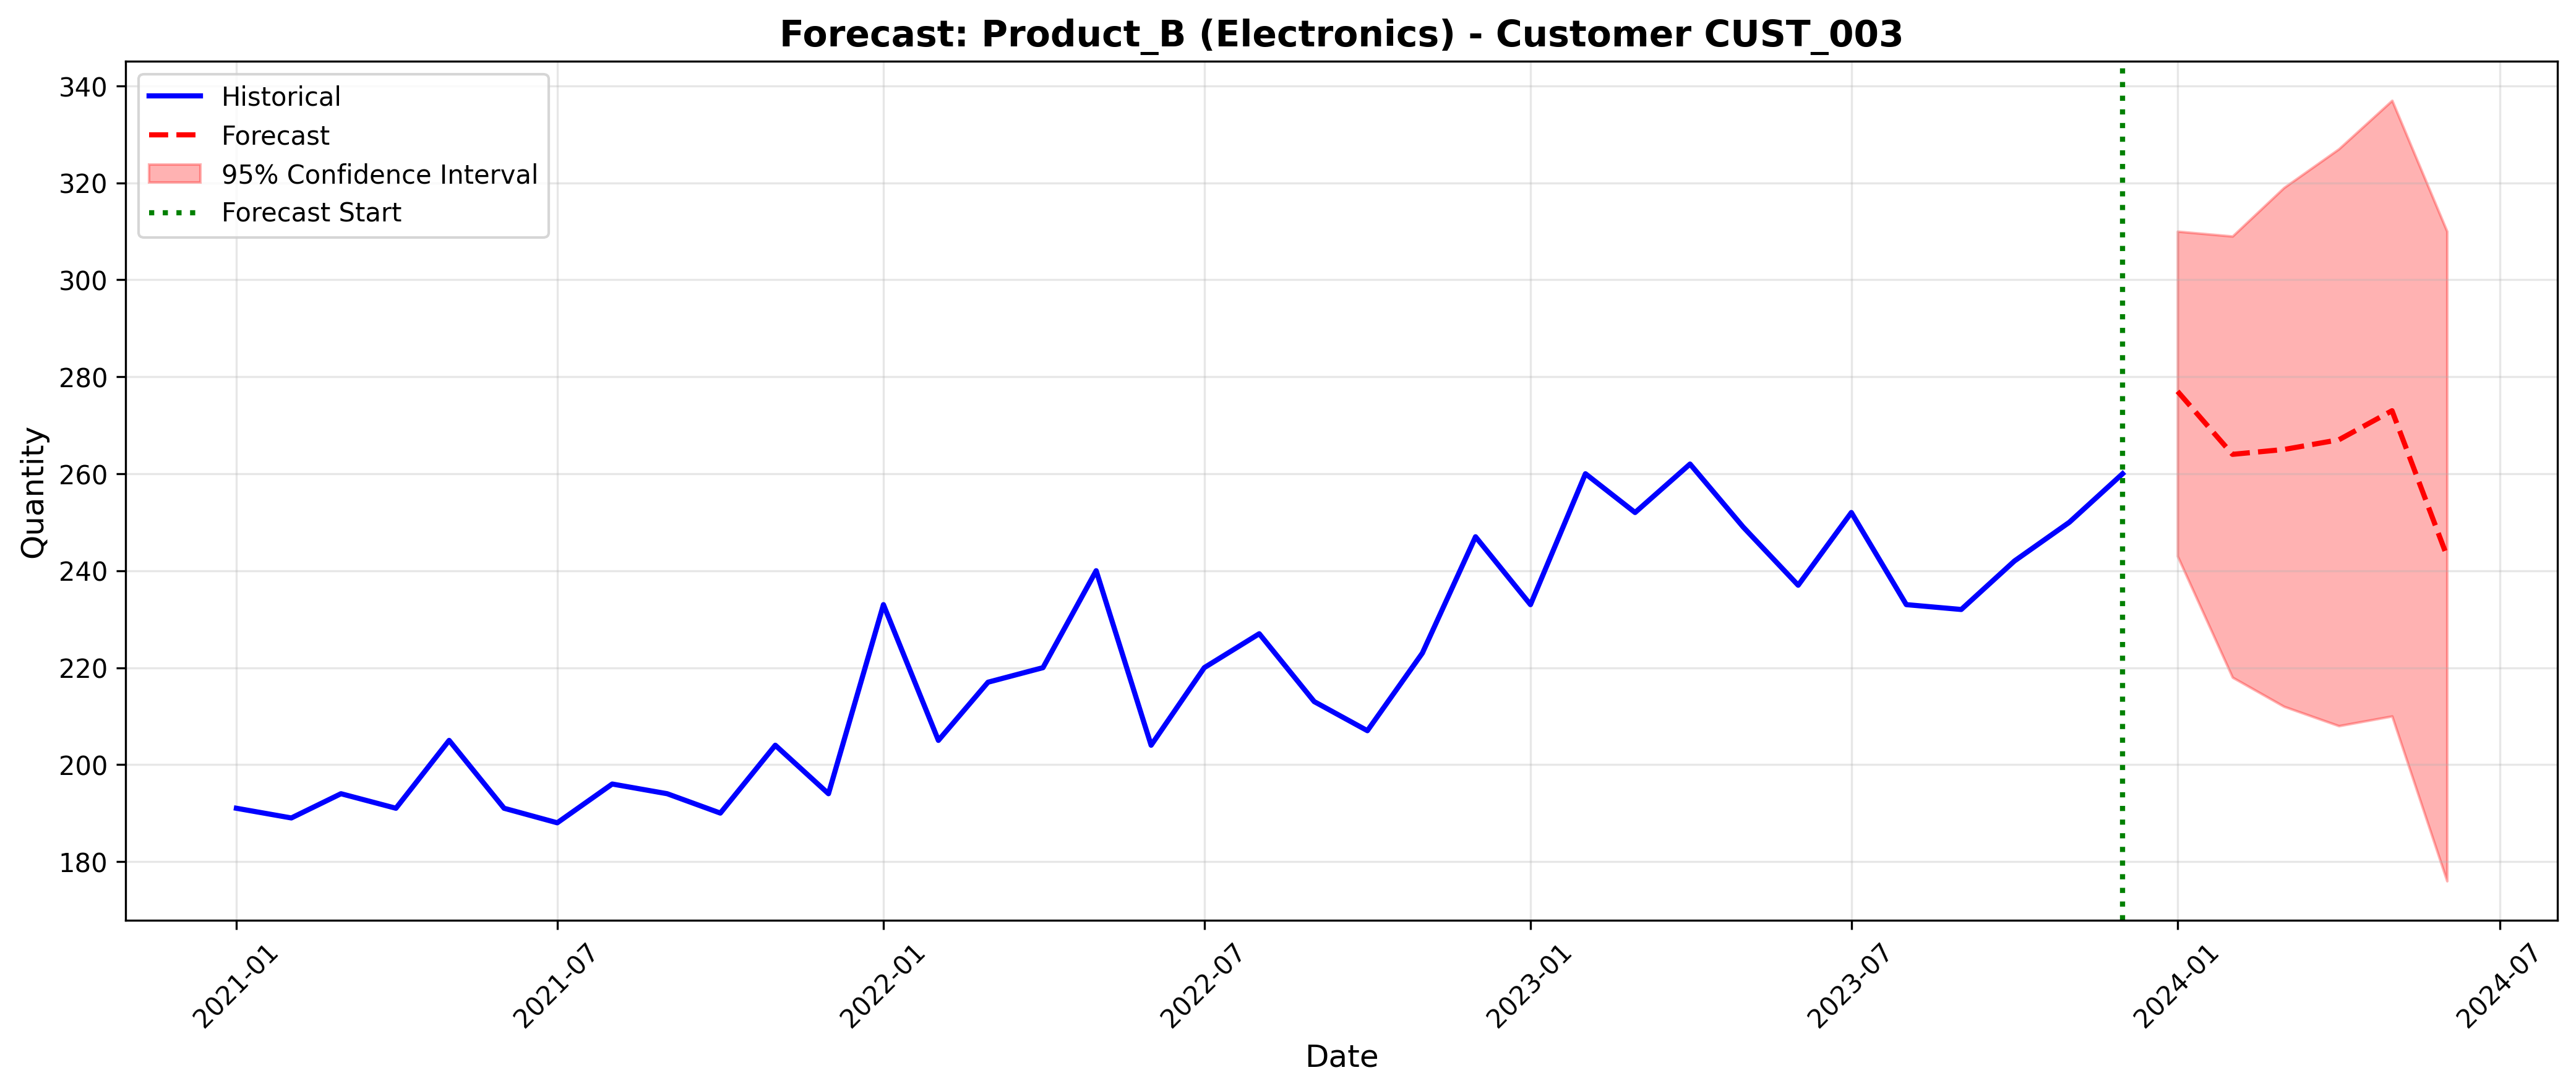 Forecast: Product_B (Electronics) - Customer CUST_003
Historical
Forecast
95% Confidence Interval
Forecast Start
Quantity
340
320
300
280
260
240
220
200
180
2021-01
2021-07
2022-01
2022-07
2023-01
2023-07
2024-01
2024-07
Date